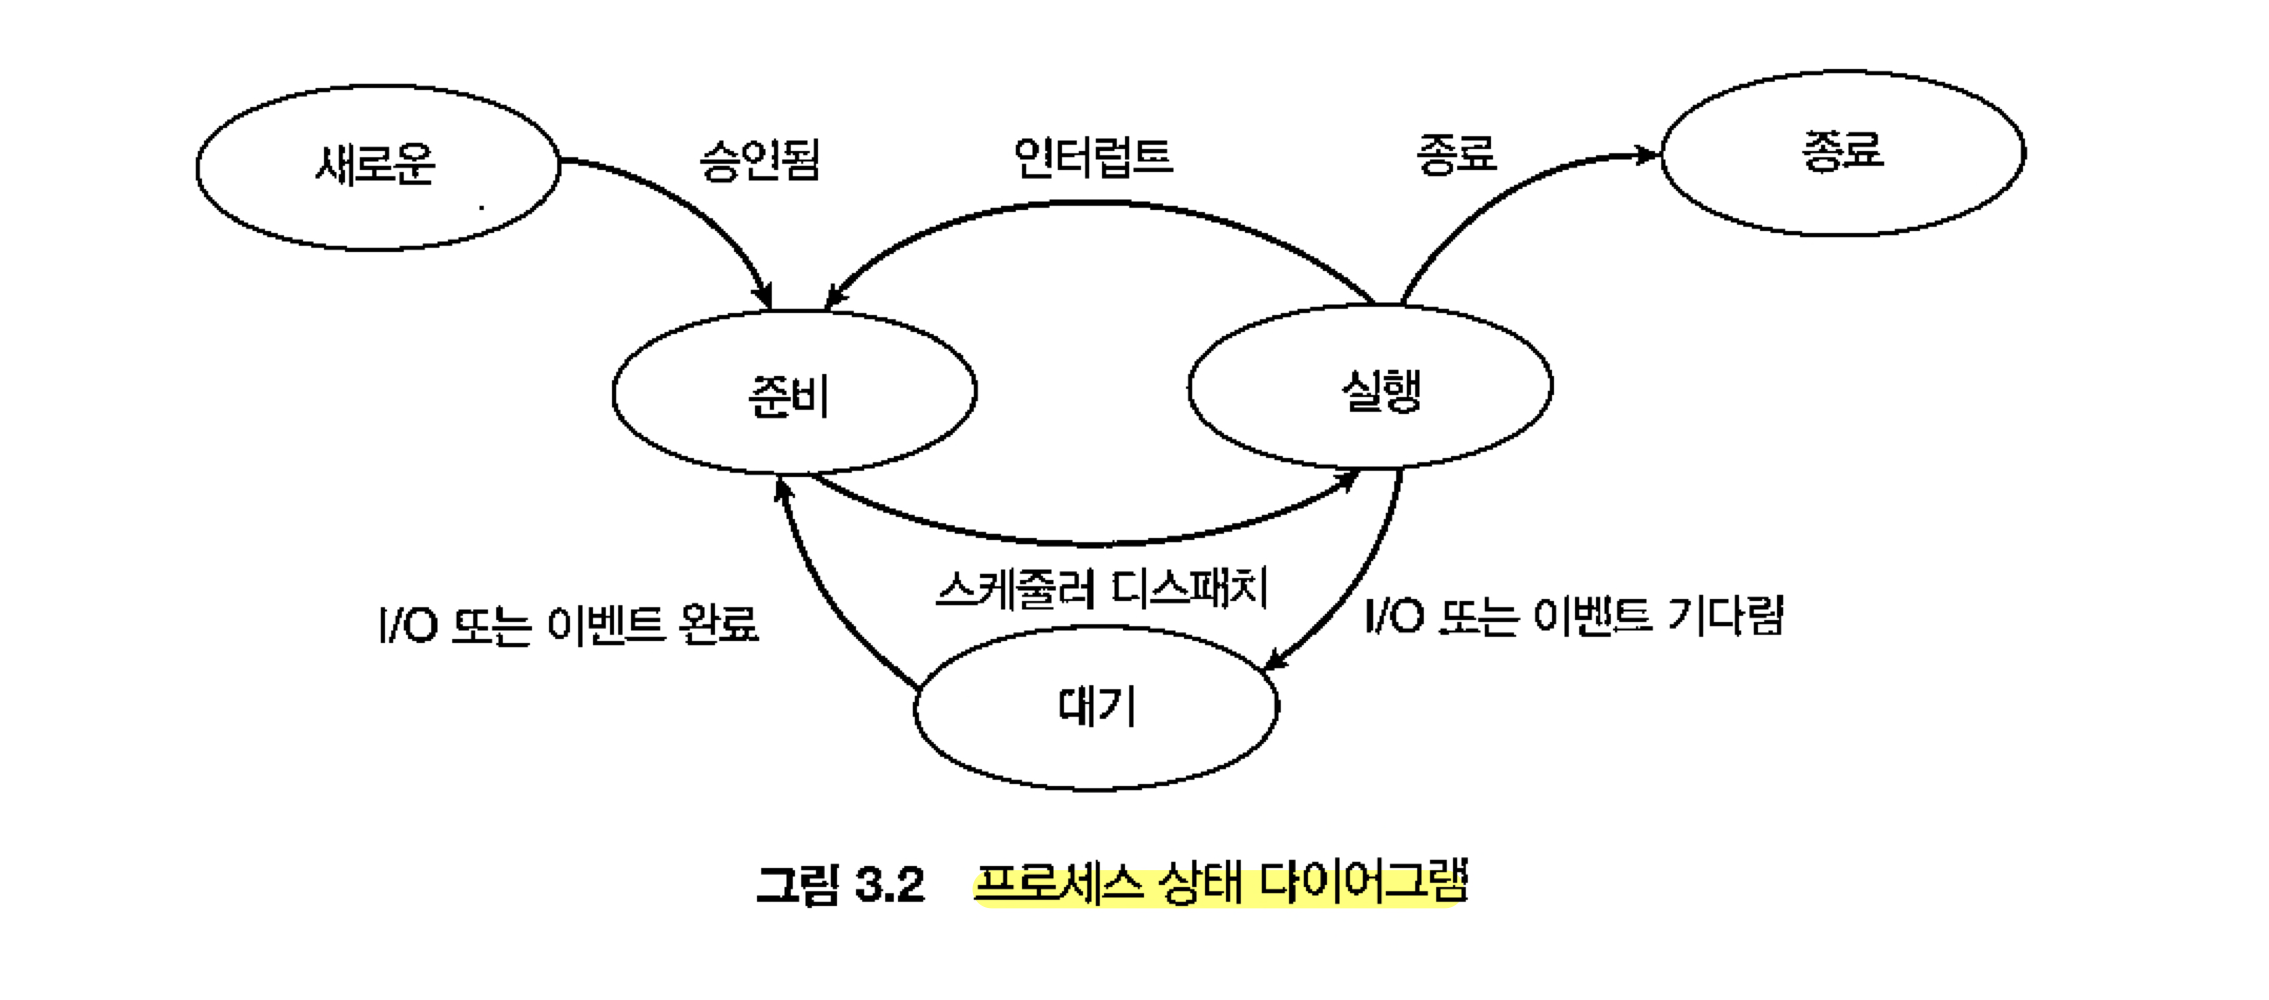 새로운
승인됨
인터럽트
종료
종료
준비
실행
스케줄러 디스패치
I/O 또는 이벤트 완료
I/O 또는 이벤트 기다림
대기
그림 3.2 프로세스 상태 다이어그램